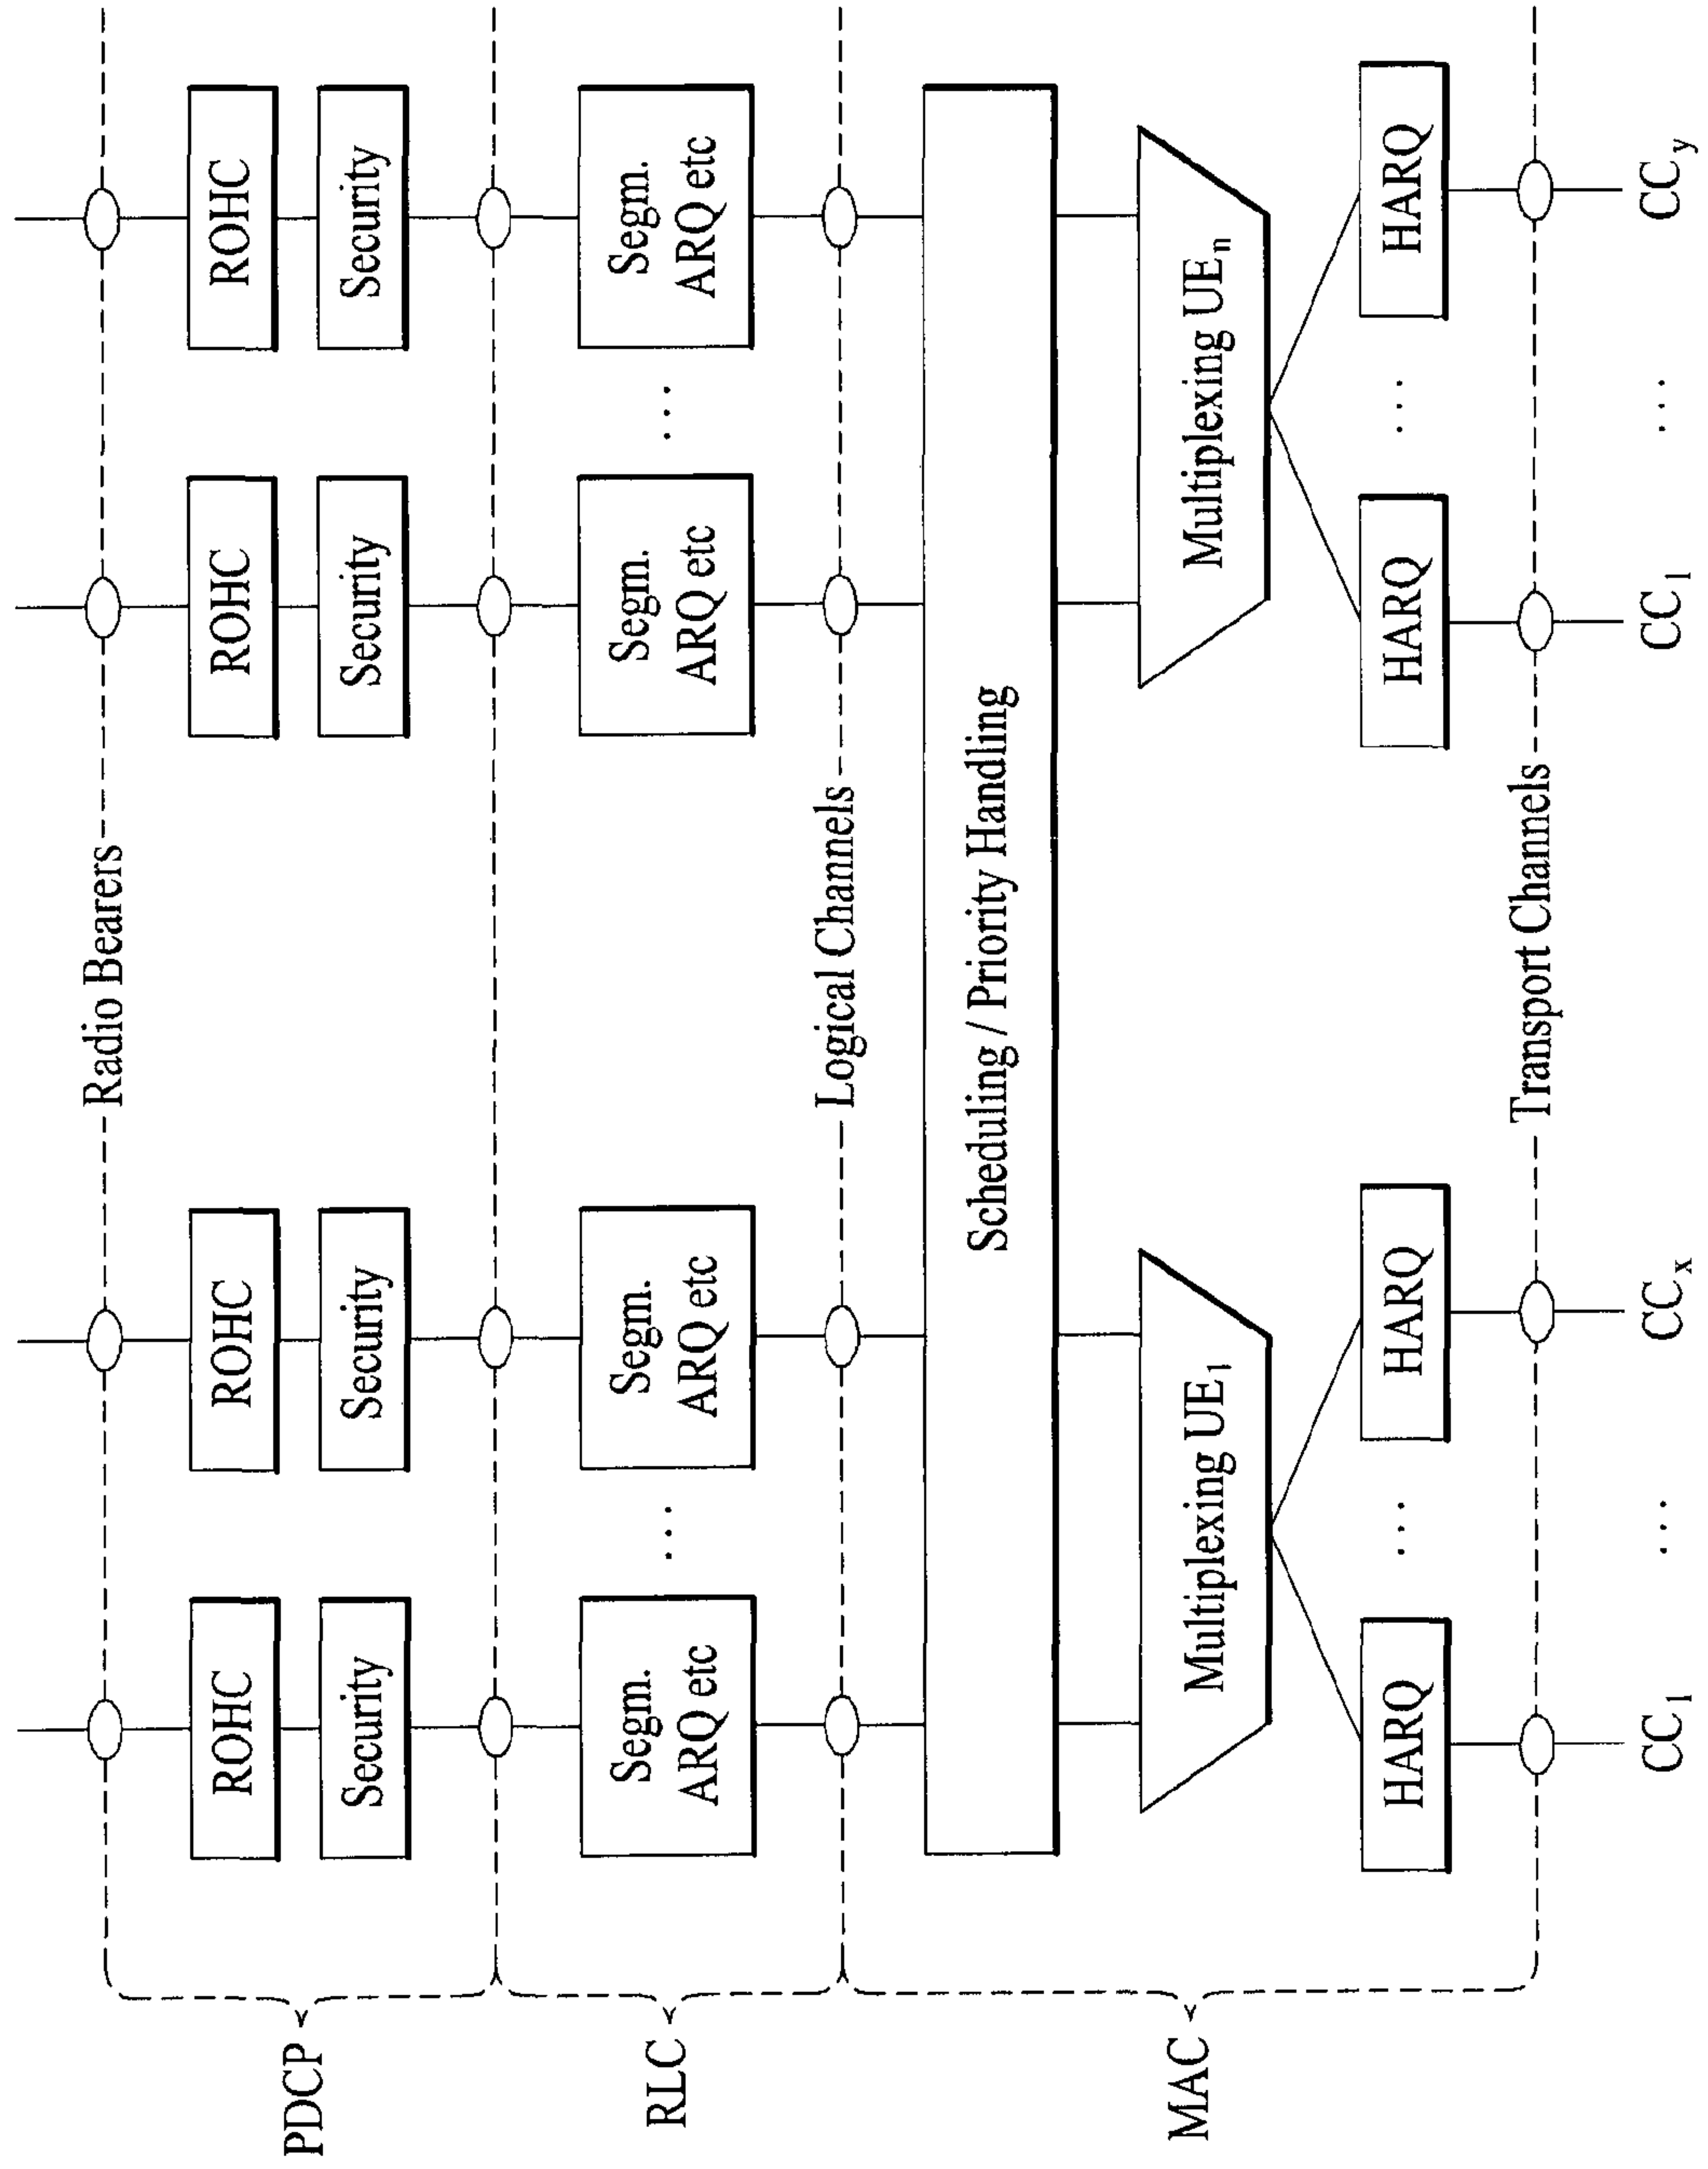 Radio Bearers
PDCP
ROHC
ROHC
ROHC
ROHC
Security
Security
Security
Security
RLC
Segm.
ARQ etc
...
Segm.
ARQ etc
Segm.
ARQ etc
...
Segm.
ARQ etc
Logical Channels
MAC
Scheduling / Priority Handling
Multiplexing UE1
Multiplexing UEn
HARQ
...
HARQ
HARQ
...
HARQ
Transport Channels
CC1
...
CCx
CC1
...
CCy